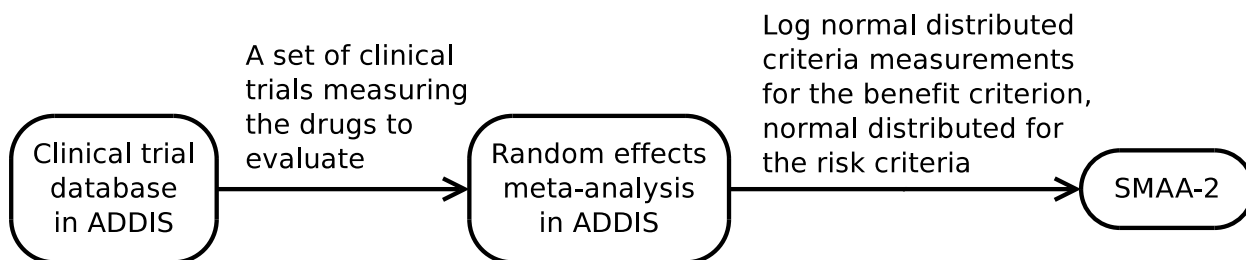 Clinical trial
database
in ADDIS
A set of clinical
trials measuring
the drugs to
evaluate
Random effects
meta-analysis
in ADDIS
Log normal distributed
criteria measurements
for the benefit criterion,
normal distributed for
the risk criteria
SMAA-2